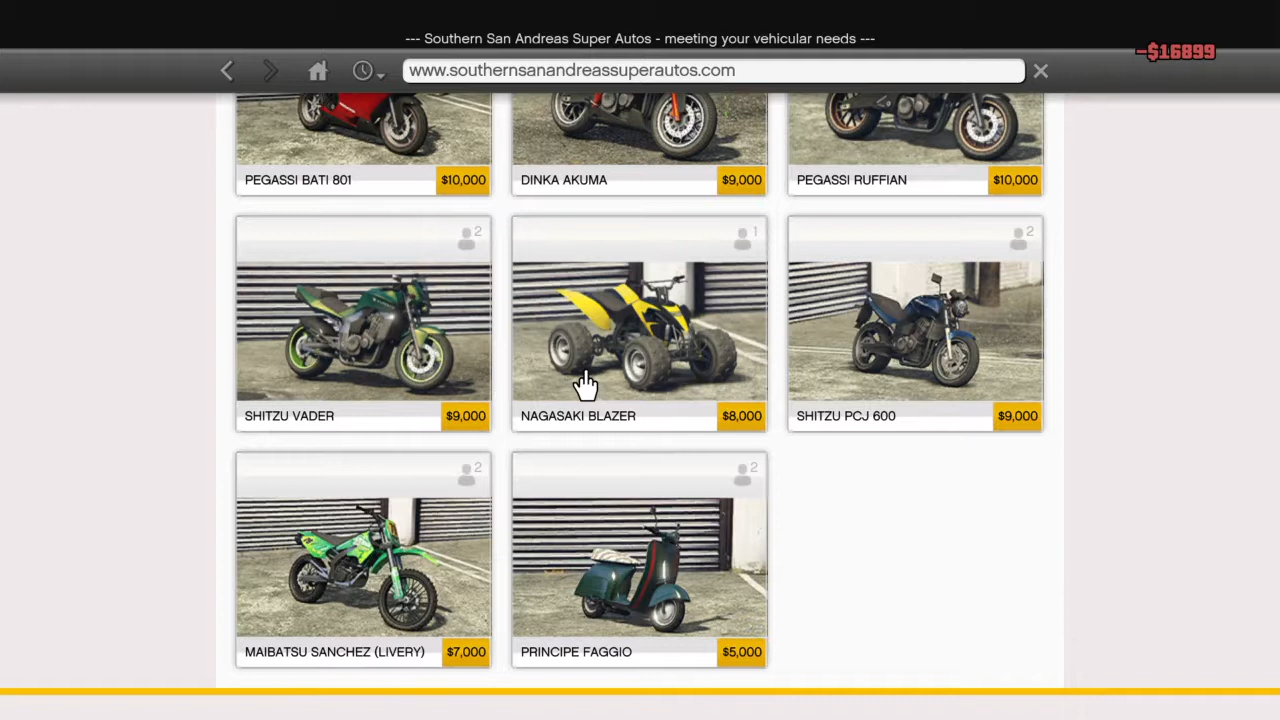 --- Southern San Andreas Super Autos - meeting your vehicular needs ---
-$16899
www.southernsanandreassuperautos.com
PEGASSI BATI 801 $10,000
DINKA AKUMA $9,000
PEGASSI RUFFIAN $10,000
2
1
2
SHITZU VADER $9,000
NAGASAKI BLAZER $8,000
SHITZU PCJ 600 $9,000
2
2
MAIBATSU SANCHEZ (LIVERY) $7,000
PRINCIPE FAGGIO $5,000